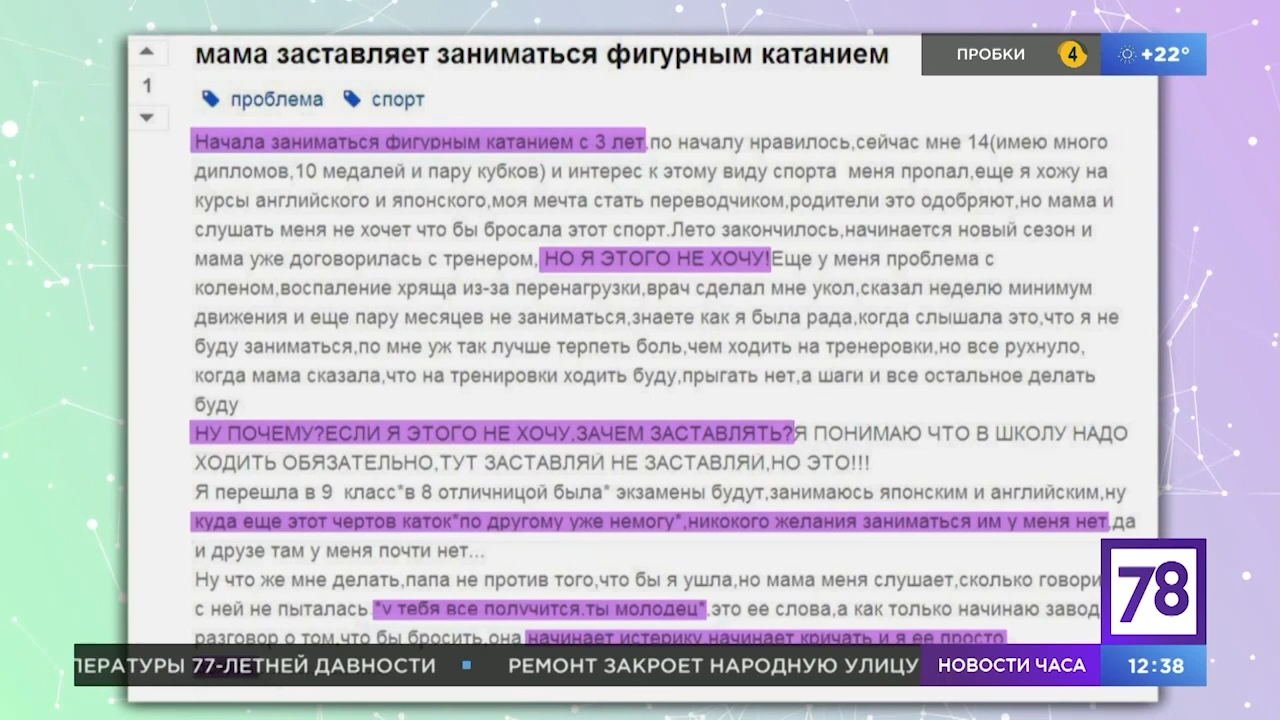 мама заставляет заниматься фигурным катанием
ПРОБКИ 4 +22°
1
проблема спорт
Начала заниматься фигурным катанием с 3 лет,по началу нравилось,сейчас мне 14(имею много
дипломов,10 медалей и пару кубков) и интерес к этому виду спорта меня пропал,еще я хожу на
курсы английского и японского,моя мечта стать переводчиком,родители это одобряют,но мама и
слушать меня не хочет что бы бросала этот спорт.Лето закончилось,начинается новый сезон и
мама уже договорилась с тренером, НО Я ЭТОГО НЕ ХОЧУ!Еще у меня проблема с
коленом,воспаление хряща из-за перенагрузки,врач сделал мне укол,сказал неделю минимум
движения и еще пару месяцев не заниматься,знаете как я была рада,когда слышала это,что я не
буду заниматься,по мне уж так лучше терпеть боль,чем ходить на тренеровки,но все рухнуло,
когда мама сказала,что на тренировки ходить буду,прыгать нет,а шаги и все остальное делать
буду
НУ ПОЧЕМУ?ЕСЛИ Я ЭТОГО НЕ ХОЧУ,ЗАЧЕМ ЗАСТАВЛЯТЬ?Я ПОНИМАЮ ЧТО В ШКОЛУ НАДО
ХОДИТЬ ОБЯЗАТЕЛЬНО,ТУТ ЗАСТАВЛЯЙ НЕ ЗАСТАВЛЯЙ,НО ЭТО!!!
Я перешла в 9 класс*в 8 отличницой была* экзамены будут,занимаюсь японским и английским,ну
куда еще этот чертов каток*по другому уже немогу*,никокого желания заниматься им у меня нет,да
и друзе там у меня почти нет...
Ну что же мне делать,папа не против того,что бы я ушла,но мама меня слушает,сколько говори
с ней не пыталась,*у тебя все получится,ты молодец*,это ее слова,а как только начинаю завод
разговор о том,что бы бросить,она начинает истерику,начинает кричать и я ее просто
78
ПЕРАТУРЫ 77-ЛЕТНЕЙ ДАВНОСТИ РЕМОНТ ЗАКРОЕТ НАРОДНУЮ УЛИЦУ НОВОСТИ ЧАСА 12:38